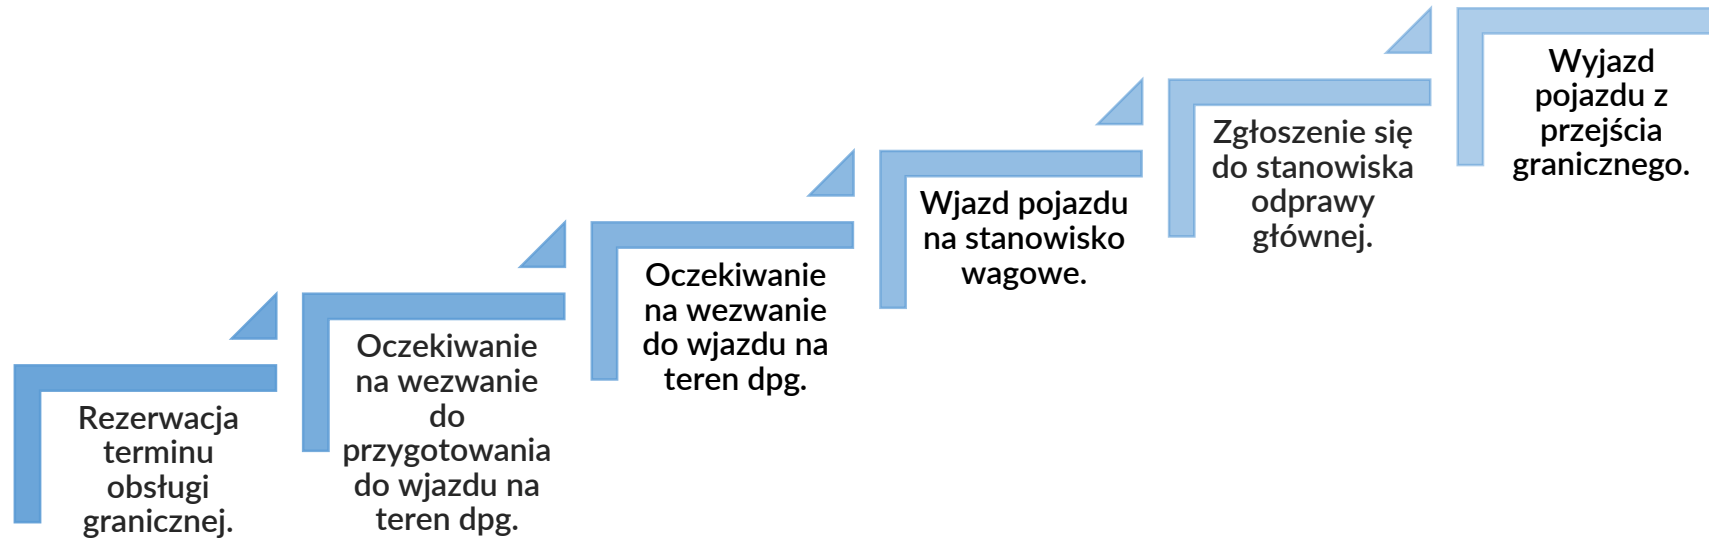 Rezerwacja
terminu
obsługi
granicznej.
Oczekiwanie
na wezwanie
do
przygotowania
do wjazdu na
teren dpg.
Oczekiwanie
na wezwanie
do wjazdu na
teren dpg.
Wjazd pojazdu
na stanowisko
wagowe.
Zgłoszenie się
do stanowiska
odprawy
głównej.
Wyjazd
pojazdu z
przejścia
granicznego.